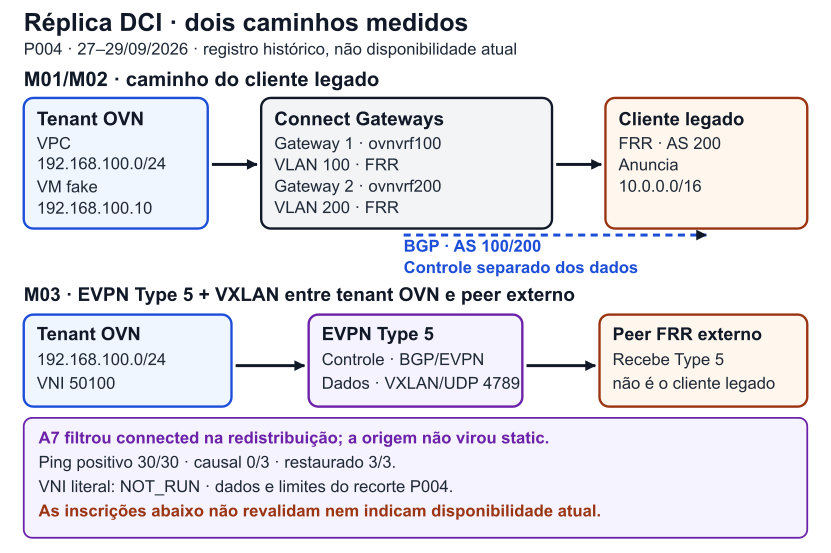 Réplica DCI · dois caminhos medidos
P004 · 27–29/09/2026 · registro histórico, não disponibilidade atual
M01/M02 · caminho do cliente legado
Tenant OVN
VPC
192.168.100.0/24
VM fake
192.168.100.10
Connect Gateways
Gateway 1 · ovnvrf100
VLAN 100 · FRR
Gateway 2 · ovnvrf200
VLAN 200 · FRR
Cliente legado
FRR · AS 200
Anuncia
10.0.0.0/16
BGP · AS 100/200
Controle separado dos dados
M03 · EVPN Type 5 + VXLAN entre tenant OVN e peer externo
Tenant OVN
192.168.100.0/24
VNI 50100
EVPN Type 5
Controle · BGP/EVPN
Dados · VXLAN/UDP 4789
Peer FRR externo
Recebe Type 5
não é o cliente legado
A7 filtrou connected na redistribuição; a origem não virou static.
Ping positivo 30/30 · causal 0/3 · restaurado 3/3.
VNI literal: NOT_RUN · dados e limites do recorte P004.
As inscrições abaixo não revalidam nem indicam disponibilidade atual.